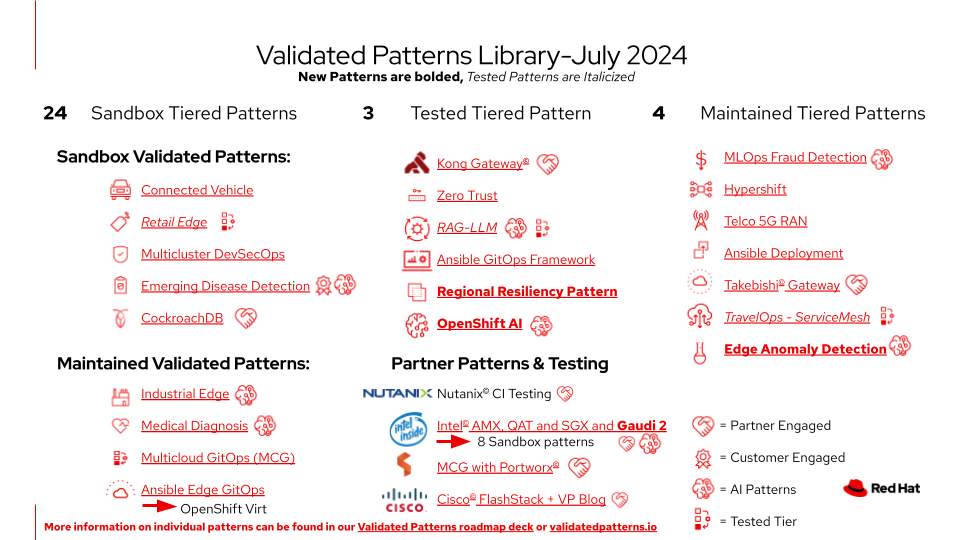 Validated Patterns Library-July 2024
New Patterns are bolded, Tested Patterns are Italicized
24 Sandbox Tiered Patterns
3 Tested Tiered Pattern
4 Maintained Tiered Patterns
Sandbox Validated Patterns:
Connected Vehicle
Retail Edge
Multicluster DevSecOps
Emerging Disease Detection
CockroachDB
Maintained Validated Patterns:
Industrial Edge
Medical Diagnosis
Multicloud GitOps (MCG)
Ansible Edge GitOps
OpenShift Virt
Kong Gateway©
Zero Trust
RAG-LLM
Ansible GitOps Framework
Regional Resiliency Pattern
OpenShift AI
Partner Patterns & Testing
NUTANIX Nutanix© CI Testing
intel inside
Intel© AMX, QAT and SGX and Gaudi 2
8 Sandbox patterns
MCG with Portworx©
CISCO Cisco© FlashStack + VP Blog
MLOps Fraud Detection
Hypershift
Telco 5G RAN
Ansible Deployment
Takebishi© Gateway
TravelOps - ServiceMesh
Edge Anomaly Detection
= Partner Engaged
= Customer Engaged
= AI Patterns
= Tested Tier
Red Hat
More information on individual patterns can be found in our Validated Patterns roadmap deck or validatedpatterns.io